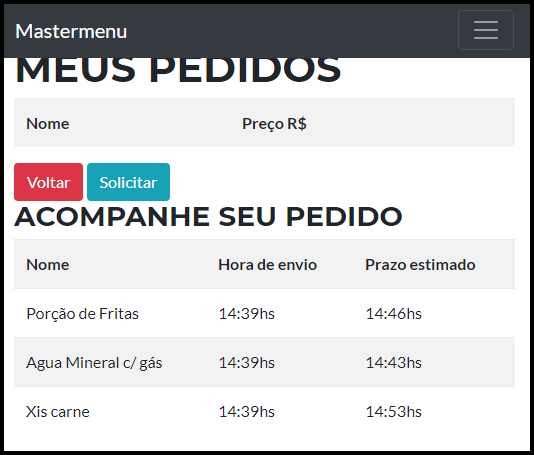 Mastermenu
MEUS PEDIDOS
Nome Preço R$
Voltar Solicitar
ACOMPANHE SEU PEDIDO
Nome Hora de envio Prazo estimado
Porção de Fritas 14:39hs 14:46hs
Agua Mineral c/ gás 14:39hs 14:43hs
Xis carne 14:39hs 14:53hs